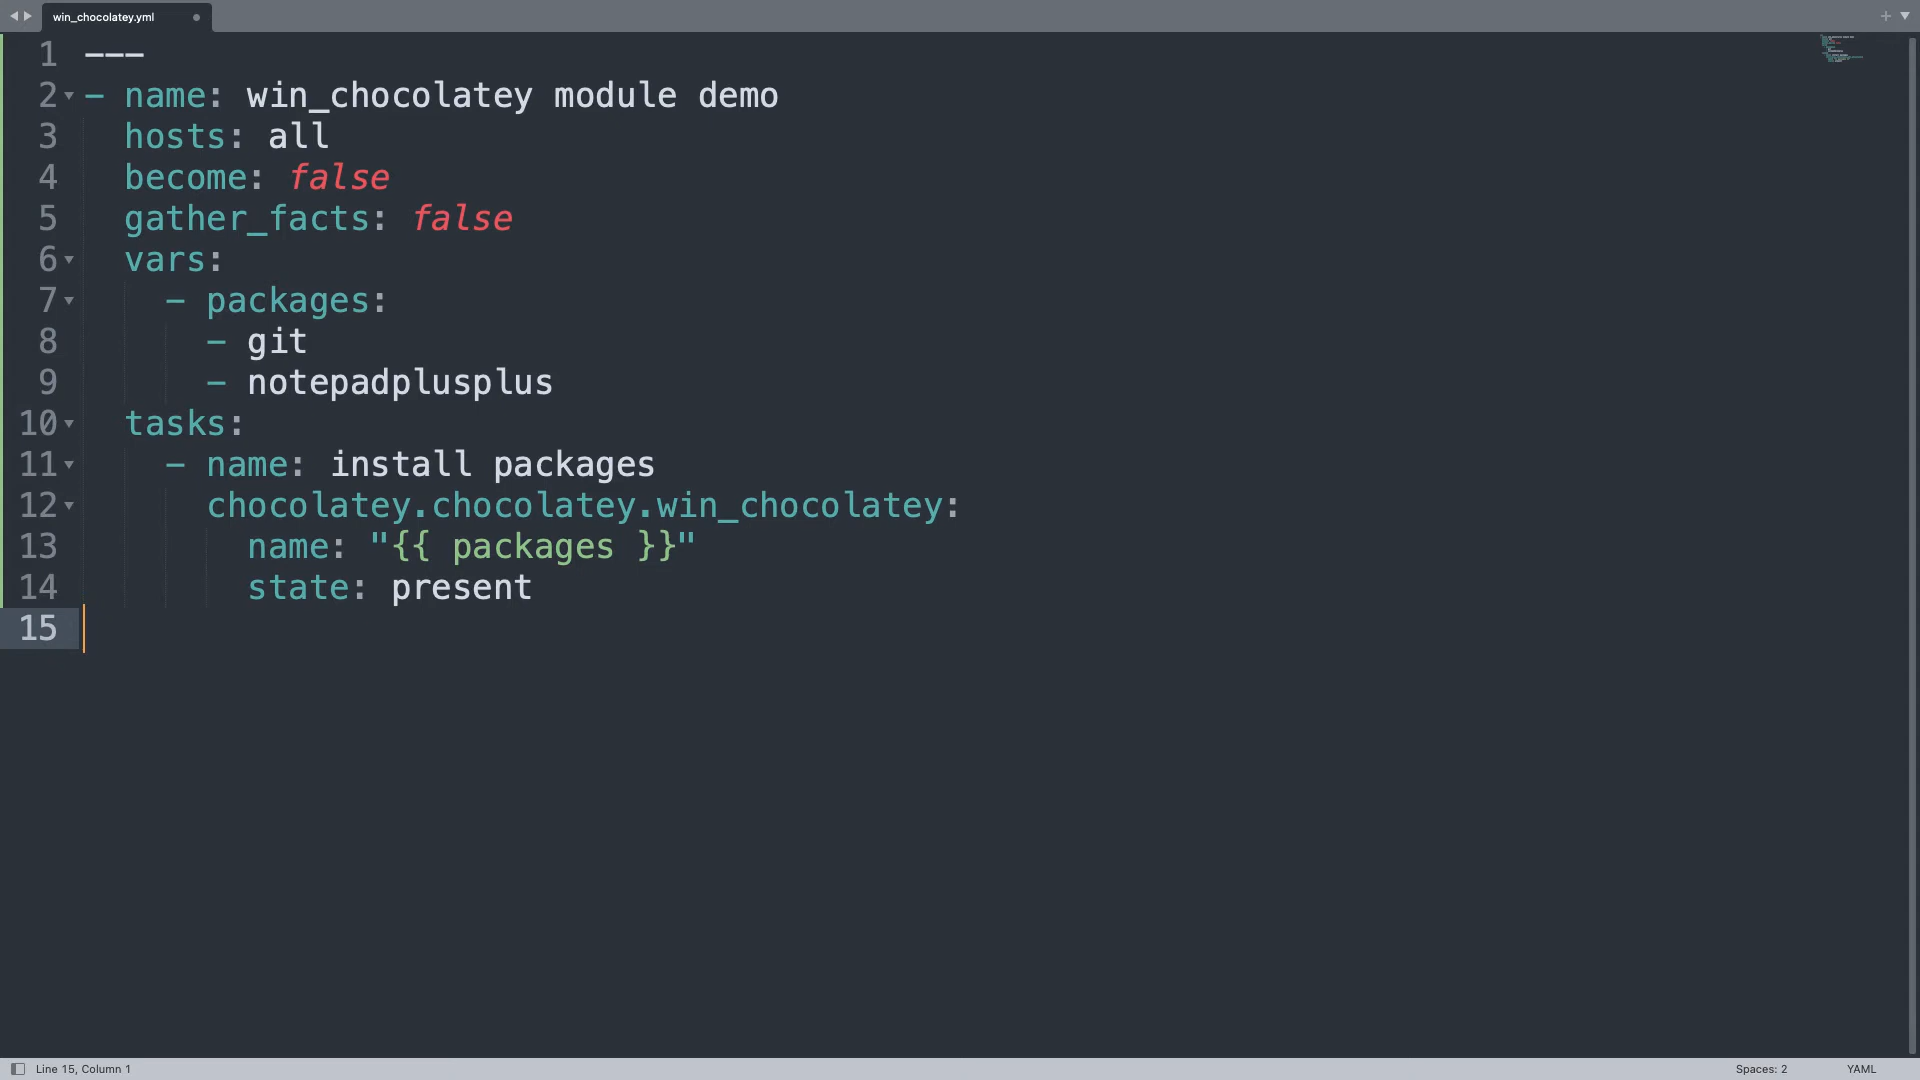 win_chocolatey.yml
1 ---
2 - name: win_chocolatey module demo
3   hosts: all
4   become: false
5   gather_facts: false
6   vars:
7     - packages:
8       - git
9       - notepadplusplus
10   tasks:
11     - name: install packages
12       chocolatey.chocolatey.win_chocolatey:
13         name: "{{ packages }}"
14         state: present
15
Line 15, Column 1
Spaces: 2
YAML